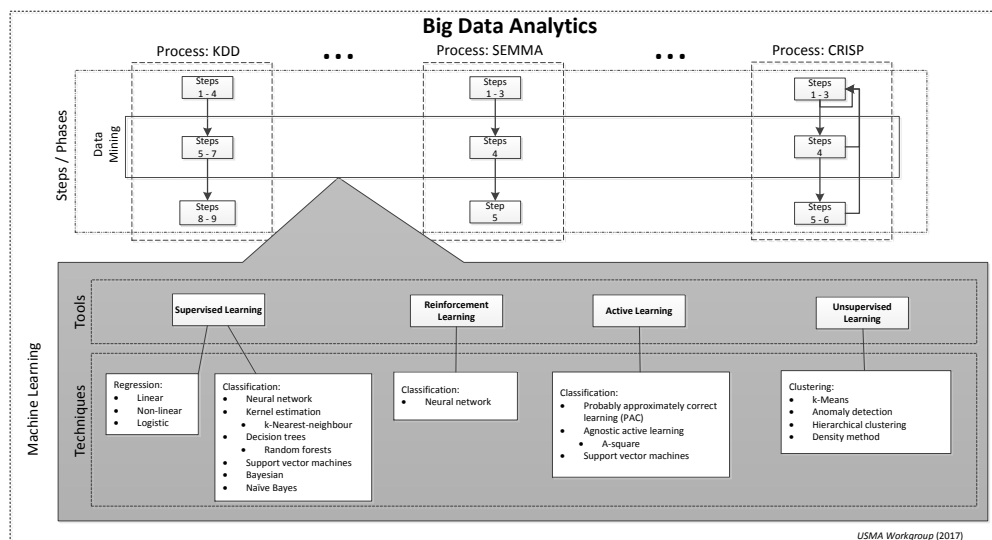 Big Data Analytics
Process: KDD
...
Process: SEMMA
...
Process: CRISP
Steps / Phases
Data
Mining
Steps
1 - 4
Steps
1 - 3
Steps
1 - 3
Steps
5 - 7
Steps
4
Steps
4
Steps
8 - 9
Step
5
Steps
5 - 6
Machine Learning
Tools
Supervised Learning
Reinforcement
Learning
Active Learning
Unsupervised
Learning
Techniques
Regression:
• Linear
• Non-linear
• Logistic
Classification:
• Neural network
• Kernel estimation
• k-Nearest-neighbour
• Decision trees
• Random forests
• Support vector machines
• Bayesian
• Naïve Bayes
Classification:
• Neural network
Classification:
• Probably approximately correct
learning (PAC)
• Agnostic active learning
• A-square
• Support vector machines
Clustering:
• k-Means
• Anomaly detection
• Hierarchical clustering
• Density method
USMA Workgroup (2017)